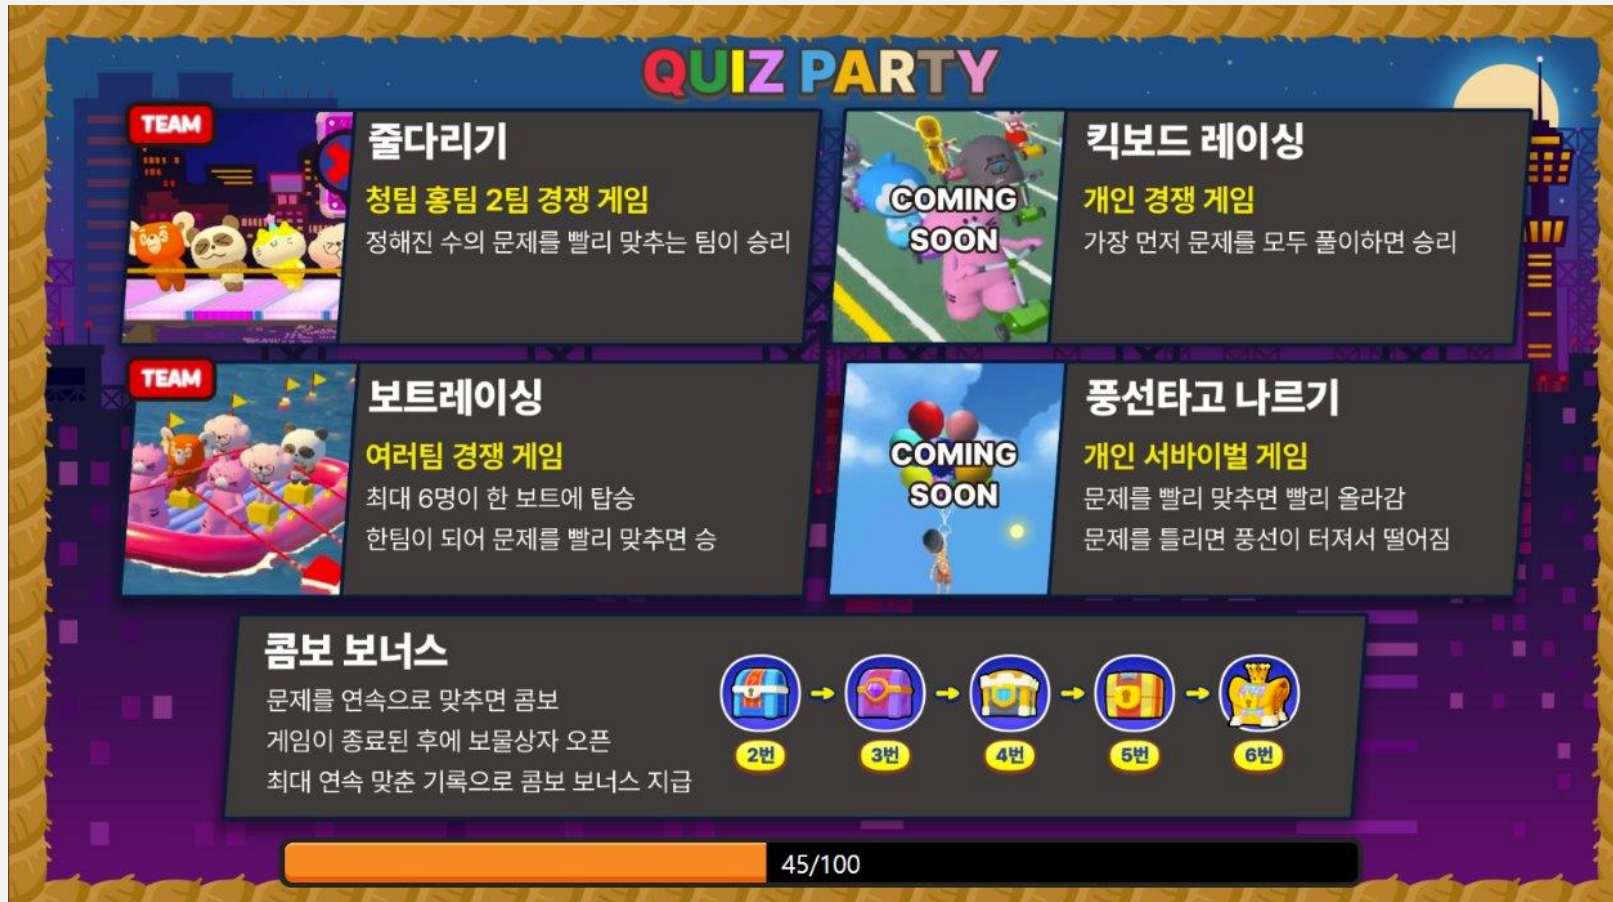 QUIZ PARTY
TEAM
줄다리기
청팀 홍팀 2팀 경쟁 게임
정해진 수의 문제를 빨리 맞추는 팀이 승리
COMING
SOON
킥보드 레이싱
개인 경쟁 게임
가장 먼저 문제를 모두 풀이하면 승리
TEAM
보트레이싱
여러팀 경쟁 게임
최대 6명이 한 보트에 탑승
한팀이 되어 문제를 빨리 맞추면 승
COMING
SOON
풍선타고 나르기
개인 서바이벌 게임
문제를 빨리 맞추면 빨리 올라감
문제를 틀리면 풍선이 터져서 떨어짐
콤보 보너스
문제를 연속으로 맞추면 콤보
게임이 종료된 후에 보물상자 오픈
최대 연속 맞춘 기록으로 콤보 보너스 지급
2번 3번 4번 5번 6번
45/100